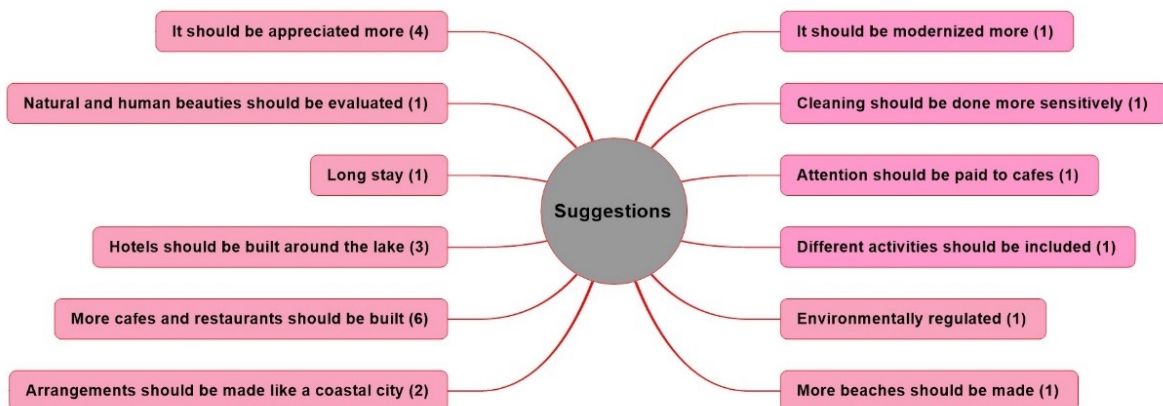 It should be appreciated more (4)
Natural and human beauties should be evaluated (1)
Long stay (1)
Hotels should be built around the lake (3)
More cafes and restaurants should be built (6)
Arrangements should be made like a coastal city (2)
Suggestions
It should be modernized more (1)
Cleaning should be done more sensitively (1)
Attention should be paid to cafes (1)
Different activities should be included (1)
Environmentally regulated (1)
More beaches should be made (1)